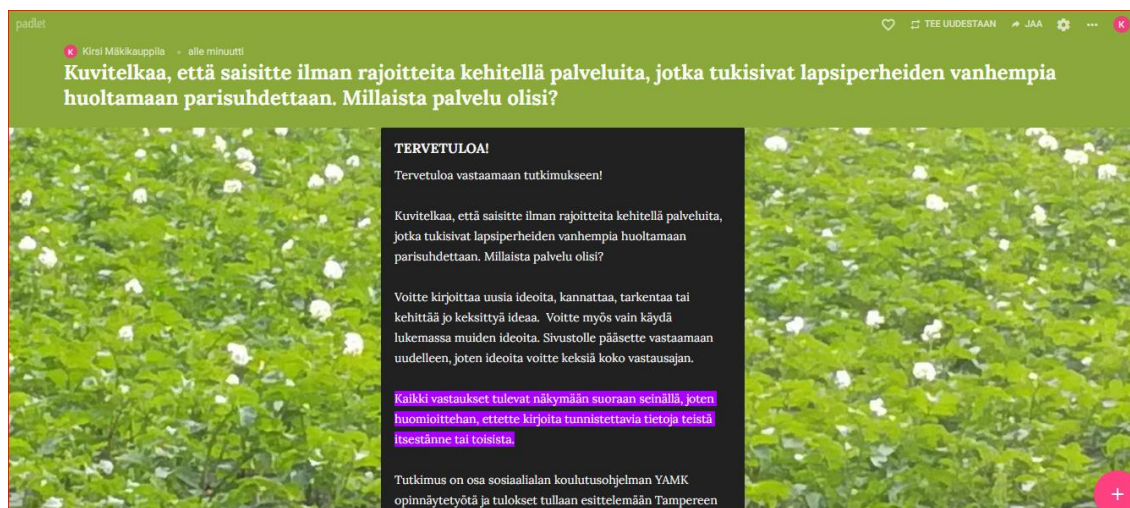 padlet
TEE UUDESTAAN
JAA
K
K Kirsi Mäkikauppila • alle minuutti
Kuvitelkaa, että saisitte ilman rajoitteita kehitellä palveluita, jotka tukisivat lapsiperheiden vanhempia
huoltamaan parisuhdettaan. Millaista palvelu olisi?
TERVETULOA!
Tervetuloa vastaamaan tutkimukseen!
Kuvitelkaa, että saisitte ilman rajoitteita kehitellä palveluita,
jotka tukisivat lapsiperheiden vanhempia huoltamaan
parisuhdettaan. Millaista palvelu olisi?
Voitte kirjoittaa uusia ideoita, kannattaa, tarkentaa tai
kehittää jo keksittyä ideaa. Voitte myös vain käydä
lukemassa muiden ideoita. Sivustolle pääsette vastaamaan
uudelleen, joten ideoita voitte keksiä koko vastausajan.
Kaikki vastaukset tulevat näkymään suoraan seinällä, joten
huomioittehan, ettette kirjoita tunnistettavia tietoja teistä
itsestänne tai toisista.
Tutkimus on osa sosiaalialan koulutusohjelman YAMK
opinnäytetyötä ja tulokset tullaan esittelemään Tampereen